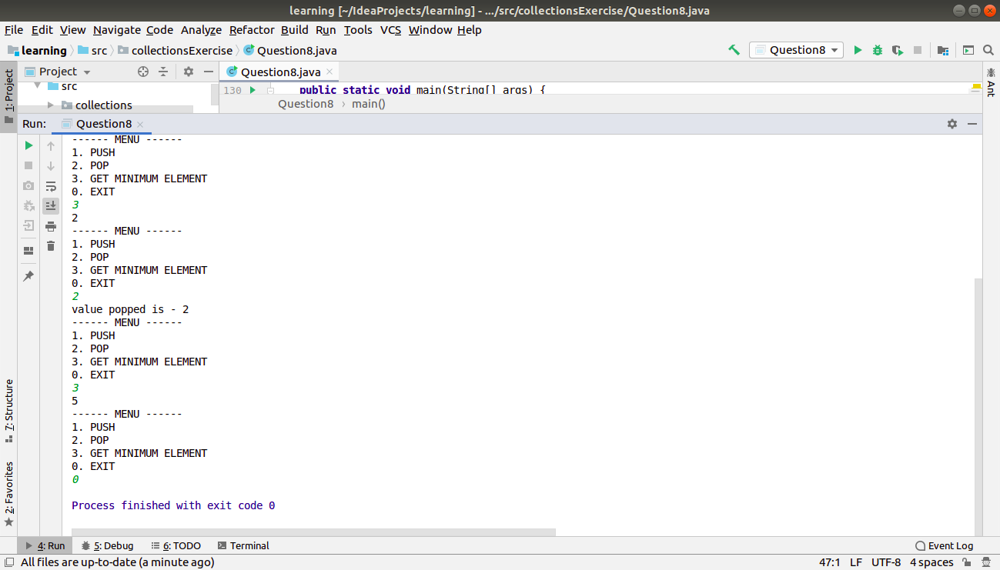 learning [~/IdeaProjects/learning] - .../src/collectionsExercise/Question8.java
File Edit View Navigate Code Analyze Refactor Build Run Tools VCS Window Help
learning src collectionsExercise Question8.java Question8
1: Project
Project
Question8.java
src
collections
130 public static void main(String[] args) {
Question8 › main()
Ant
Run: Question8
------ MENU ------
1. PUSH
2. POP
3. GET MINIMUM ELEMENT
0. EXIT
3
2
------ MENU ------
1. PUSH
2. POP
3. GET MINIMUM ELEMENT
0. EXIT
2
value popped is - 2
------ MENU ------
1. PUSH
2. POP
3. GET MINIMUM ELEMENT
0. EXIT
3
5
------ MENU ------
1. PUSH
2. POP
3. GET MINIMUM ELEMENT
0. EXIT
0
Process finished with exit code 0
7: Structure
2: Favorites
4: Run 5: Debug 6: TODO Terminal Event Log
All files are up-to-date (a minute ago) 47:1 LF UTF-8 4 spaces